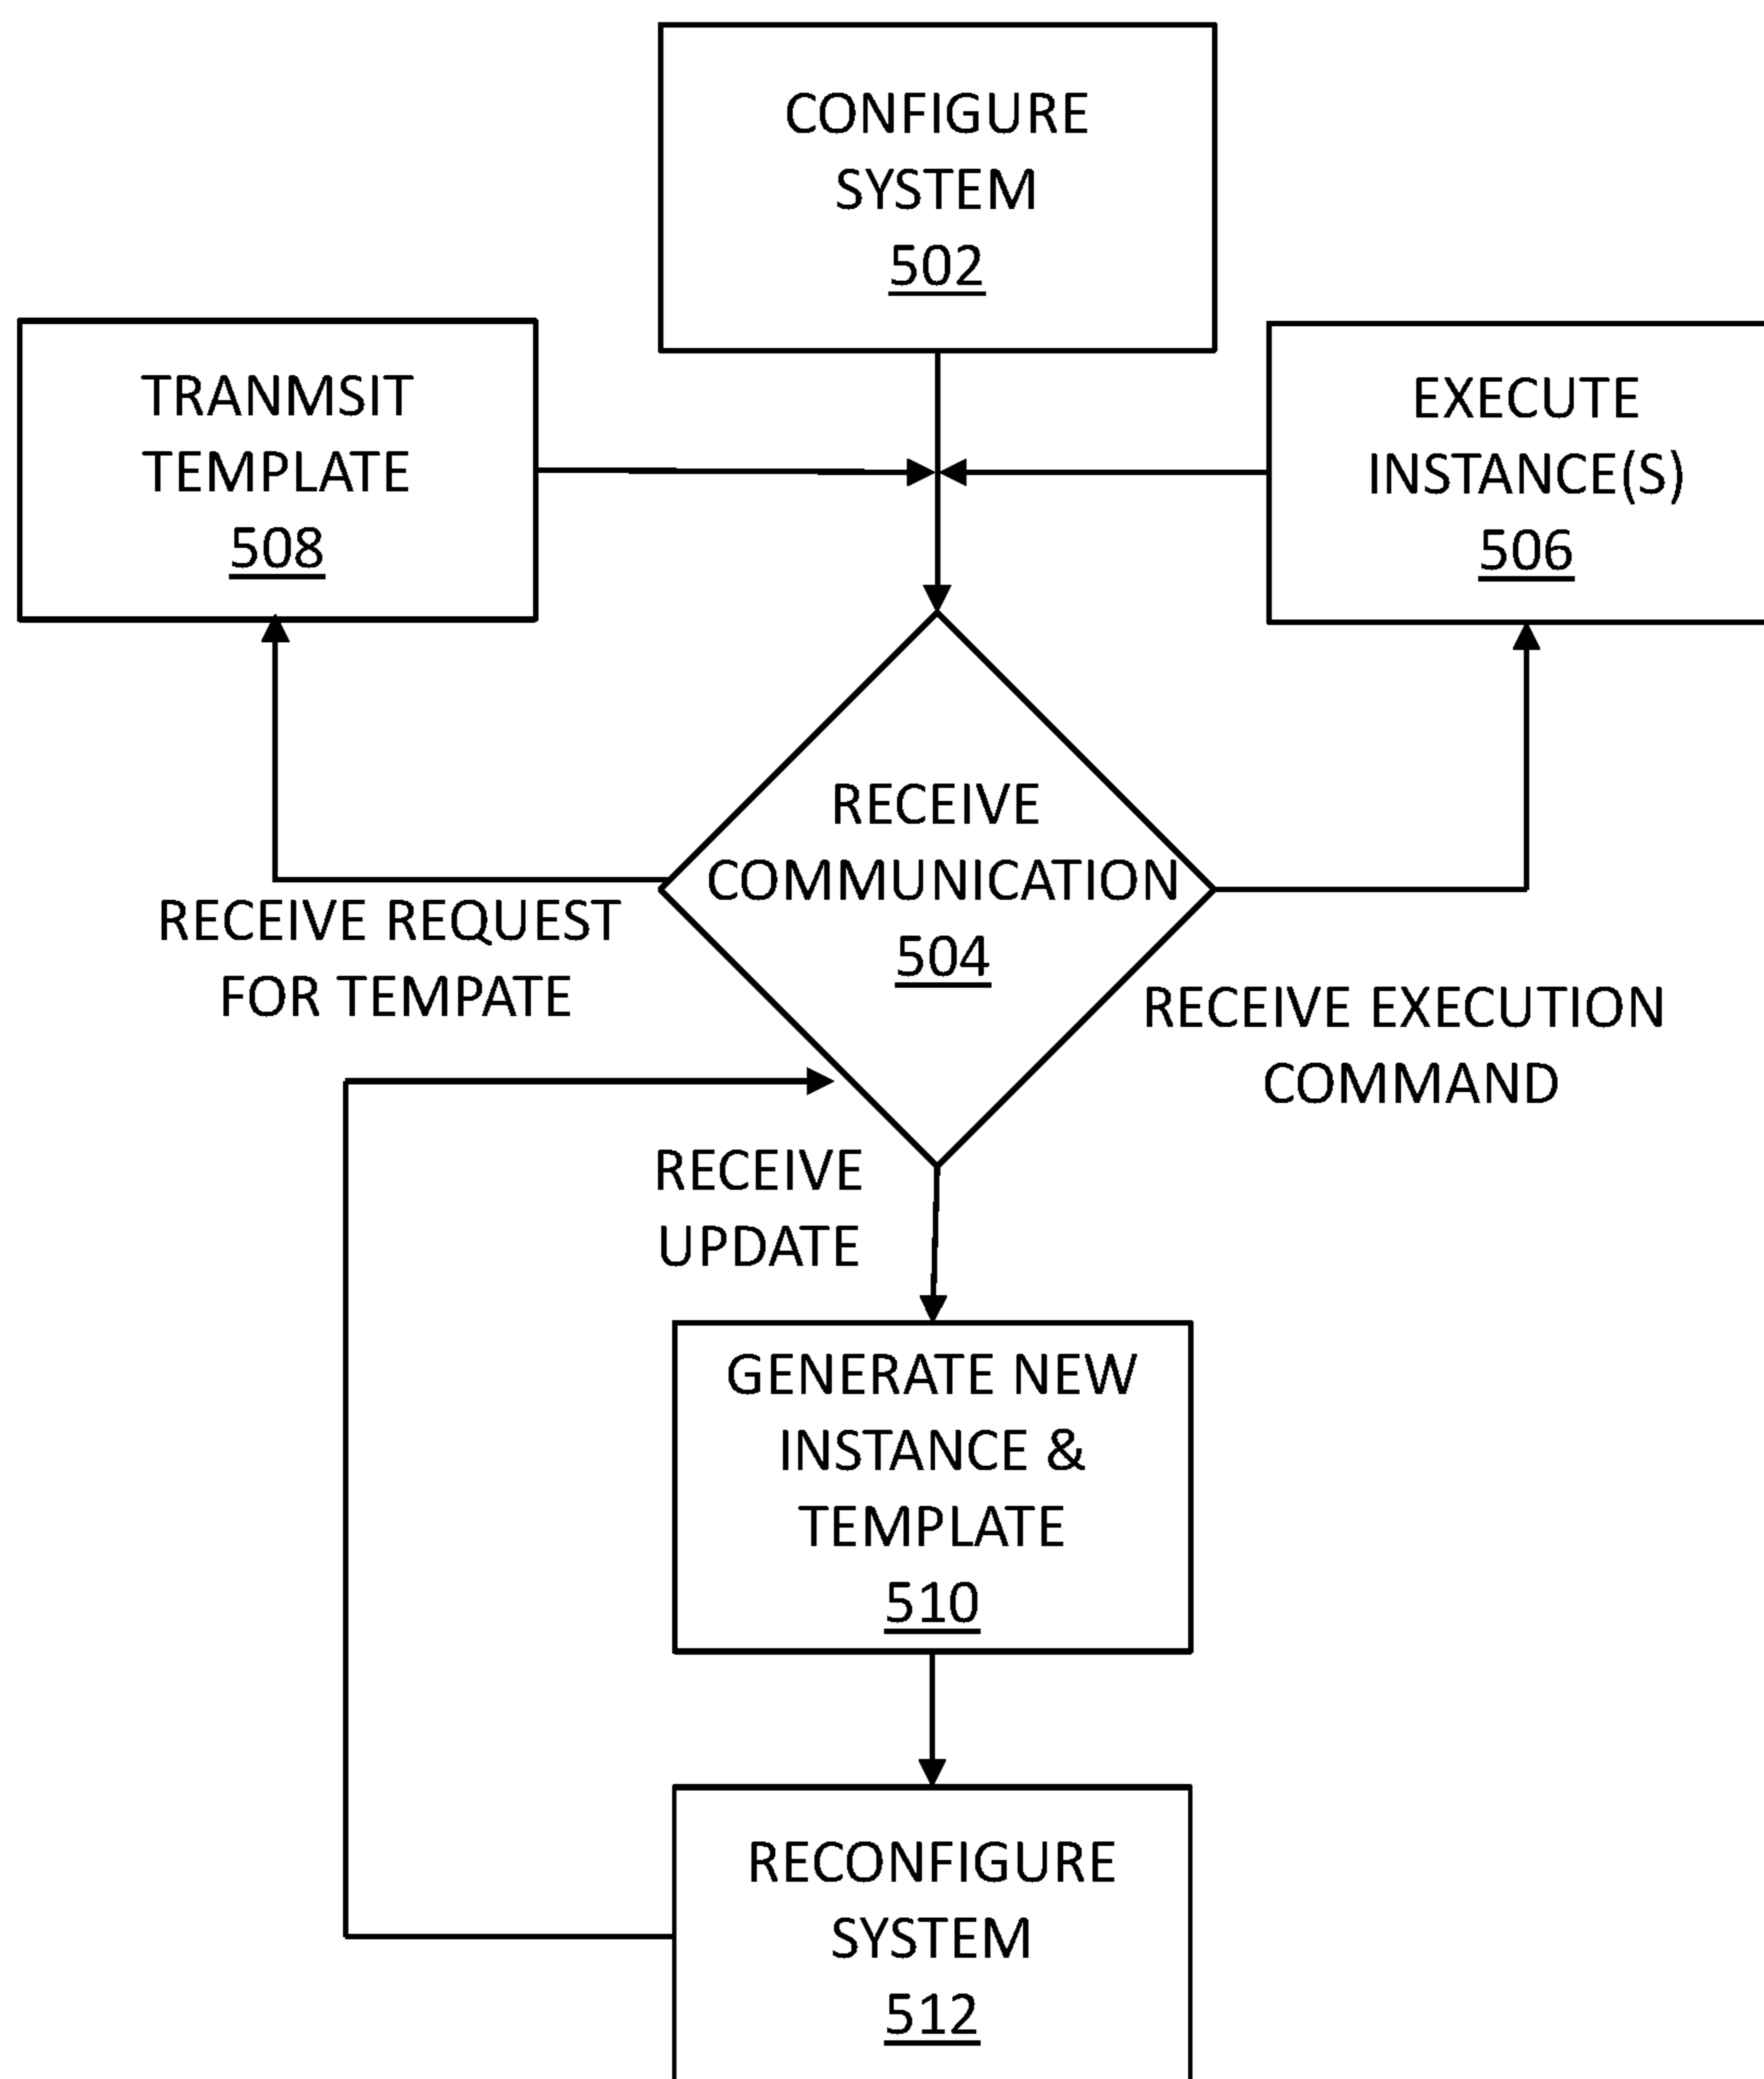 CONFIGURE
SYSTEM
502
TRANMSIT
TEMPLATE
508
EXECUTE
INSTANCE(S)
506
RECEIVE
COMMUNICATION
504
RECEIVE REQUEST
FOR TEMPATE
RECEIVE EXECUTION
COMMAND
RECEIVE
UPDATE
GENERATE NEW
INSTANCE &
TEMPLATE
510
RECONFIGURE
SYSTEM
512